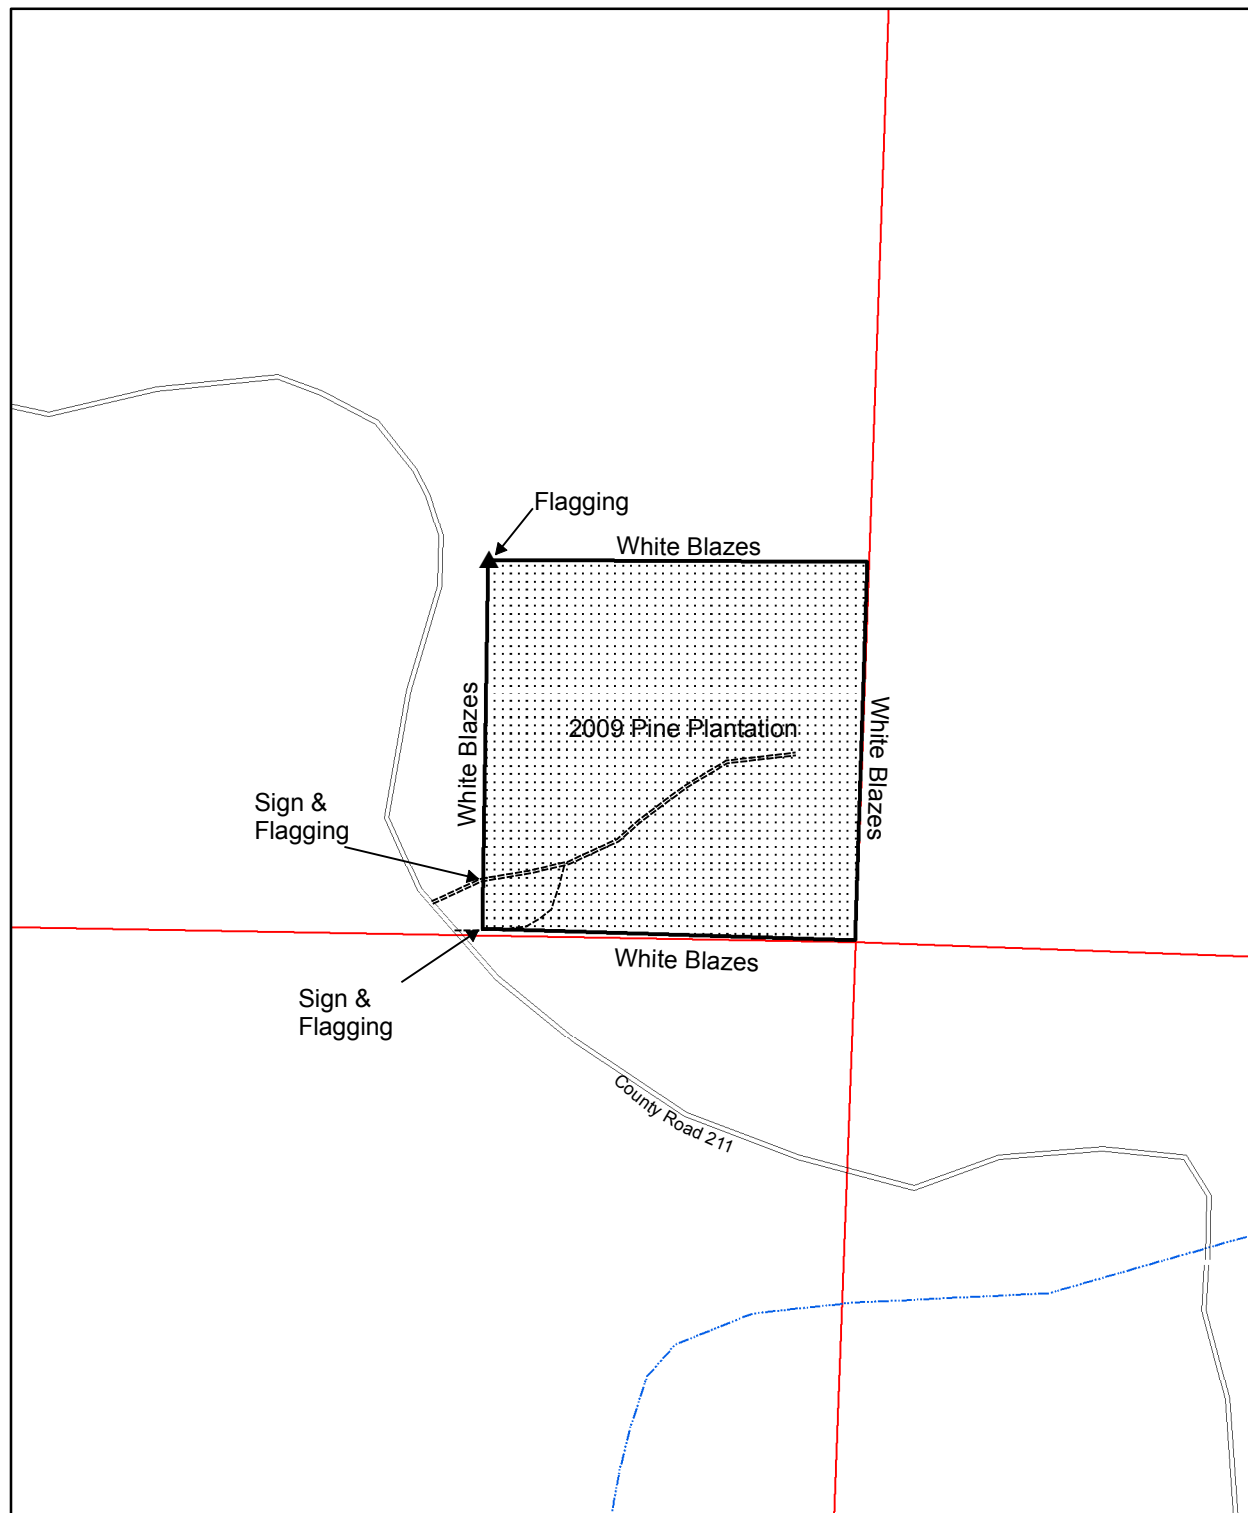 Flagging
White Blazes
White Blazes
2009 Pine Plantation
White Blazes
Sign &
Flagging
White Blazes
Sign &
Flagging
County Road 211